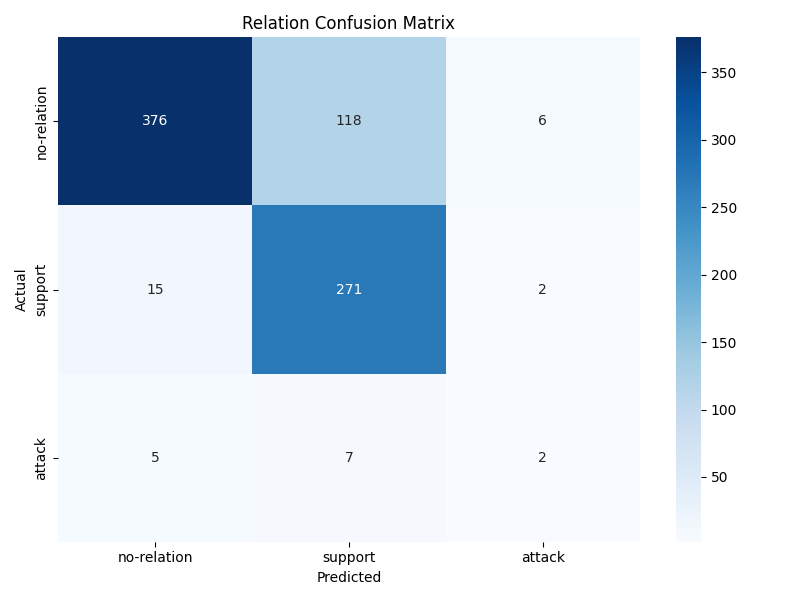 Relation Confusion Matrix
no-relation
support
attack
Actual
376 118 6
15 271 2
5 7 2
no-relation support attack
Predicted
350
300
250
200
150
100
50